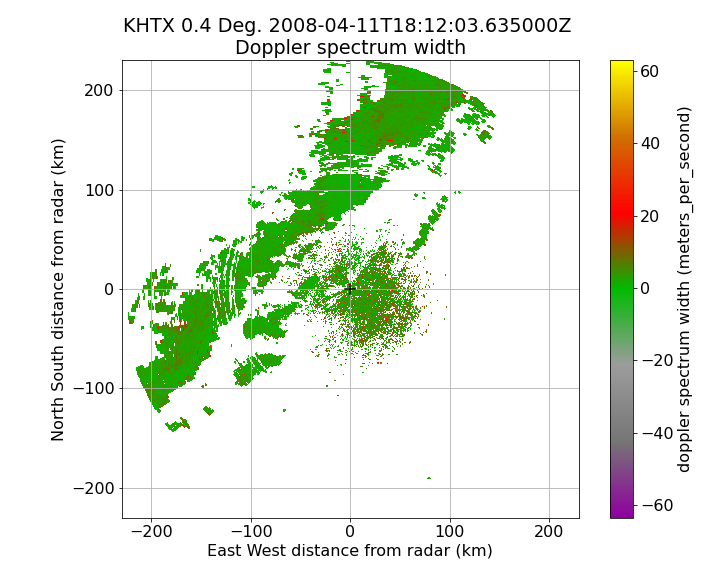 KHTX 0.4 Deg. 2008-04-11T18:12:03.635000Z
Doppler spectrum width
North South distance from radar (km)
200
100
0
−100
−200
−200 −100 0 100 200
East West distance from radar (km)
60
40
20
0
−20
−40
−60
doppler spectrum width (meters_per_second)